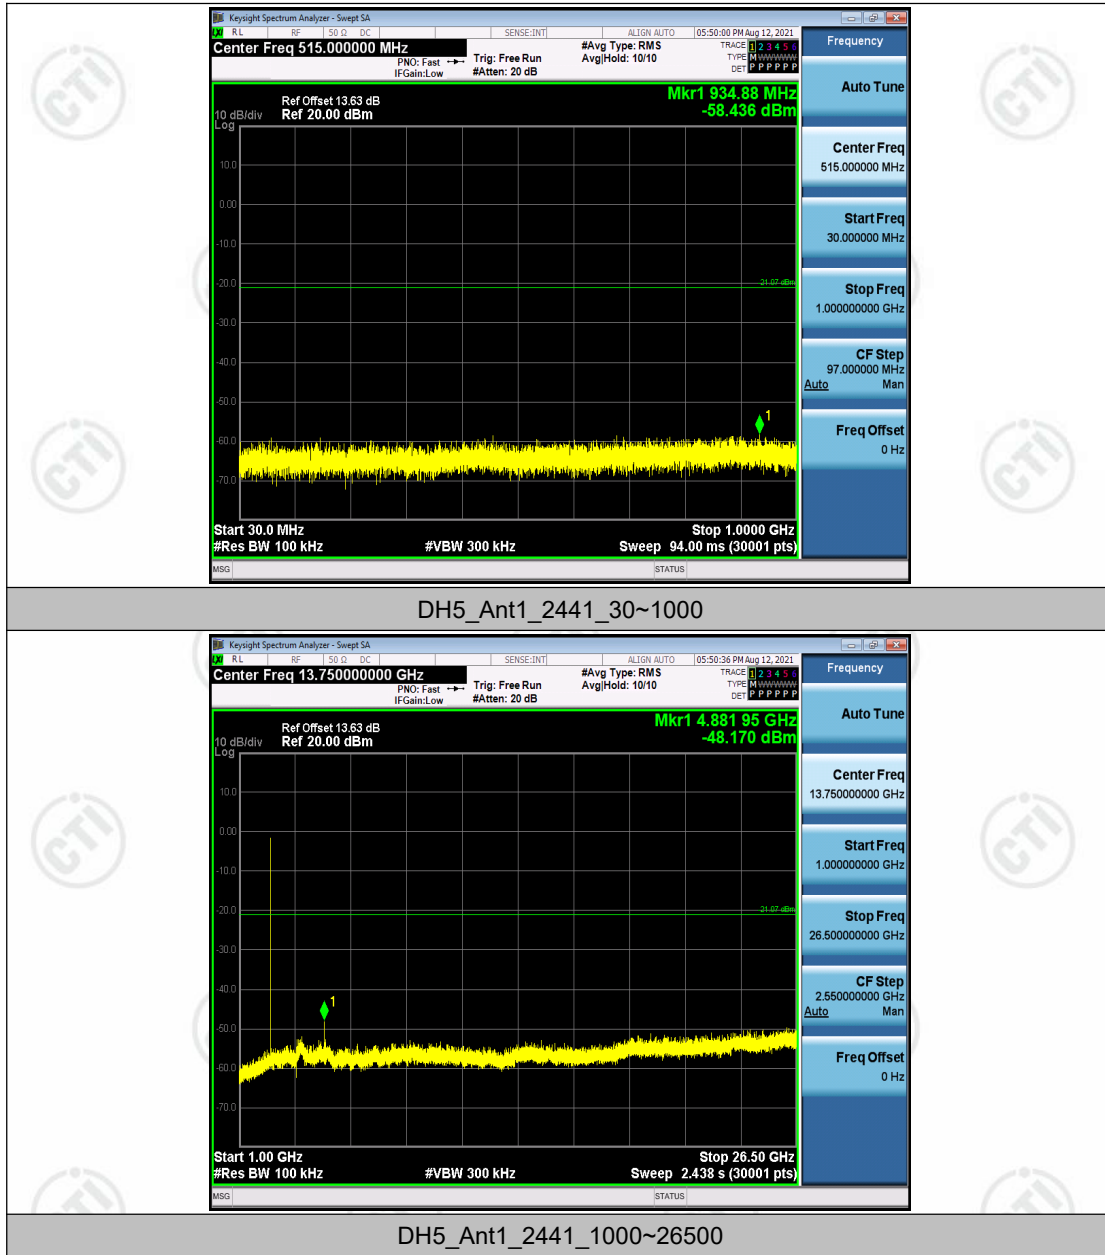 Keysight Spectrum Analyzer - Swept SA
RL RF 50 Ω DC SENSE:INT ALIGN AUTO 05:50:00 PM Aug 12, 2021
Center Freq 515.000000 MHz
PNO: Fast
IFGain:Low
Trig: Free Run
#Atten: 20 dB
#Avg Type: RMS
Avg|Hold: 10/10
TRACE 1 2 3 4 5 6
TYPE M WWWWW
DET P P P P P P
Frequency
Auto Tune
Center Freq
515.000000 MHz
Start Freq
30.000000 MHz
Stop Freq
1.000000000 GHz
CF Step
97.000000 MHz
Auto Man
Freq Offset
0 Hz
Mkr1 934.88 MHz
-58.436 dBm
Ref Offset 13.63 dB
10 dB/div Ref 20.00 dBm
Log
10.0
0.00
-10.0
-20.0
-21.07 dBm
-30.0
-40.0
-50.0
1
-60.0
-70.0
Start 30.0 MHz Stop 1.0000 GHz
#Res BW 100 kHz #VBW 300 kHz Sweep 94.00 ms (30001 pts)
MSG STATUS
DH5_Ant1_2441_30~1000
Keysight Spectrum Analyzer - Swept SA
RL RF 50 Ω DC SENSE:INT ALIGN AUTO 05:50:36 PM Aug 12, 2021
Center Freq 13.750000000 GHz
PNO: Fast
IFGain:Low
Trig: Free Run
#Atten: 20 dB
#Avg Type: RMS
Avg|Hold: 10/10
TRACE 1 2 3 4 5 6
TYPE M WWWWW
DET P P P P P P
Frequency
Auto Tune
Center Freq
13.750000000 GHz
Start Freq
1.000000000 GHz
Stop Freq
26.500000000 GHz
CF Step
2.550000000 GHz
Auto Man
Freq Offset
0 Hz
Mkr1 4.881 95 GHz
-48.170 dBm
Ref Offset 13.63 dB
10 dB/div Ref 20.00 dBm
Log
10.0
0.00
-10.0
-20.0
-21.07 dBm
-30.0
-40.0
1
-50.0
-60.0
-70.0
Start 1.00 GHz Stop 26.50 GHz
#Res BW 100 kHz #VBW 300 kHz Sweep 2.438 s (30001 pts)
MSG STATUS
DH5_Ant1_2441_1000~26500
CTI
CTI
CTI
CTI
CTI
CTI